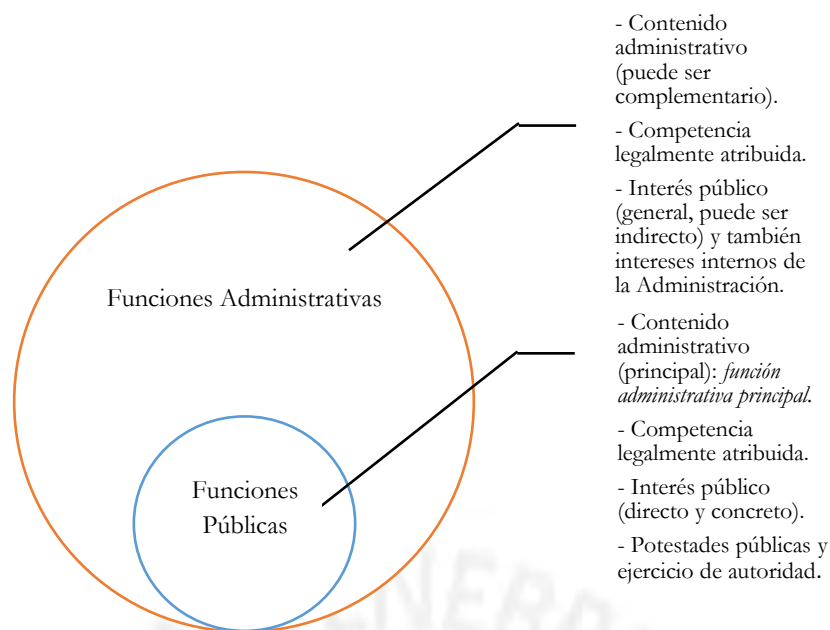 - Contenido
administrativo
(puede ser
complementario).
- Competencia
legalmente atribuida.
- Interés público
(general, puede ser
indirecto) y también
intereses internos de
la Administración.
Funciones Administrativas
- Contenido
administrativo
(principal): función
administrativa principal.
- Competencia
legalmente atribuida.
- Interés público
(directo y concreto).
- Potestades públicas y
ejercicio de autoridad.
Funciones
Públicas